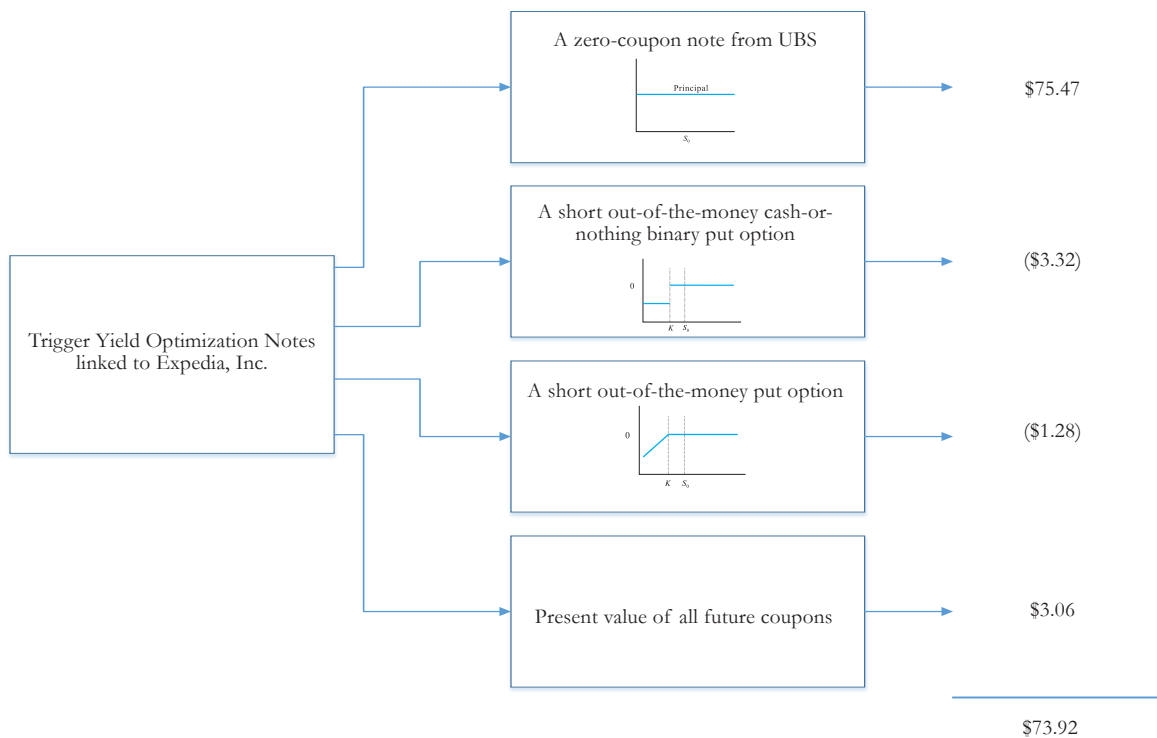 A zero-coupon note from UBS
Principal
S0
$75.47
A short out-of-the-money cash-or-
nothing binary put option
0
K S0
($3.32)
Trigger Yield Optimization Notes
linked to Expedia, Inc.
A short out-of-the-money put option
0
K S0
($1.28)
Present value of all future coupons
$3.06
$73.92